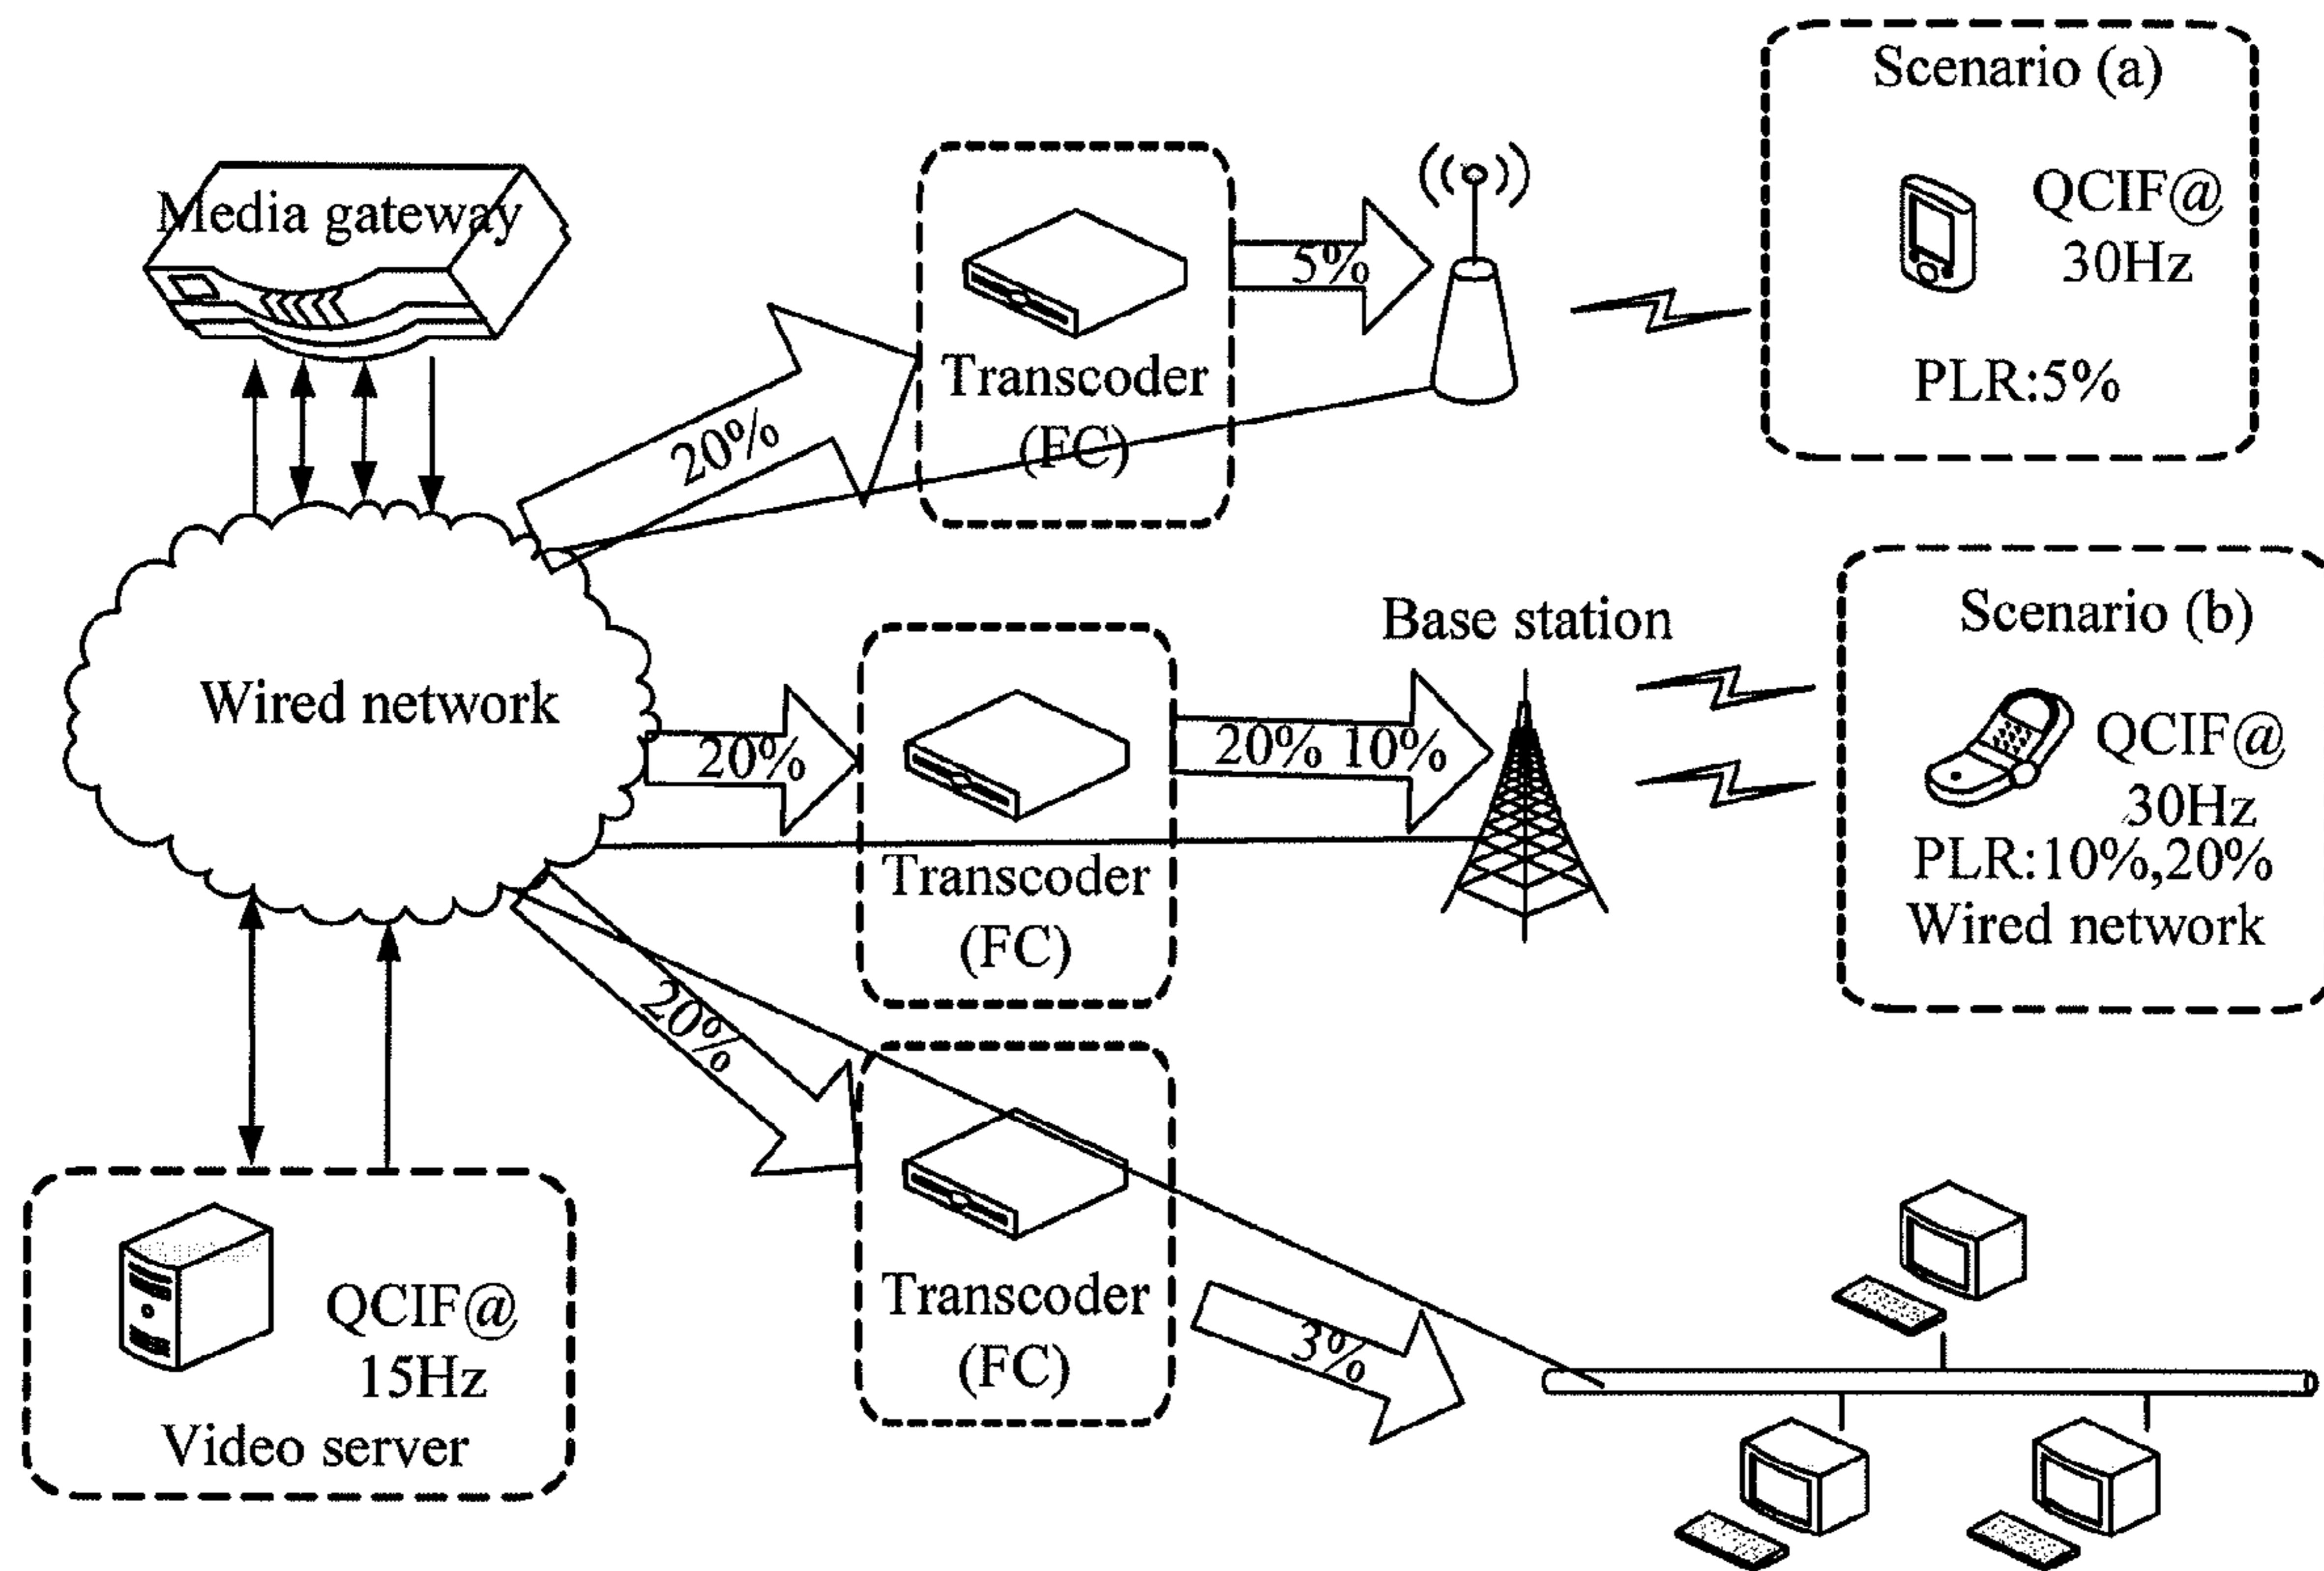 Scenario (a)
Media gateway
QCIF@
30Hz
5%
Transcoder
(FC)
PLR:5%
20%
Scenario (b)
Base station
Wired network
20%
20% 10%
QCIF@
30Hz
PLR:10%,20%
Wired network
Transcoder
(FC)
20%
Transcoder
(FC)
3%
QCIF@
15Hz
Video server